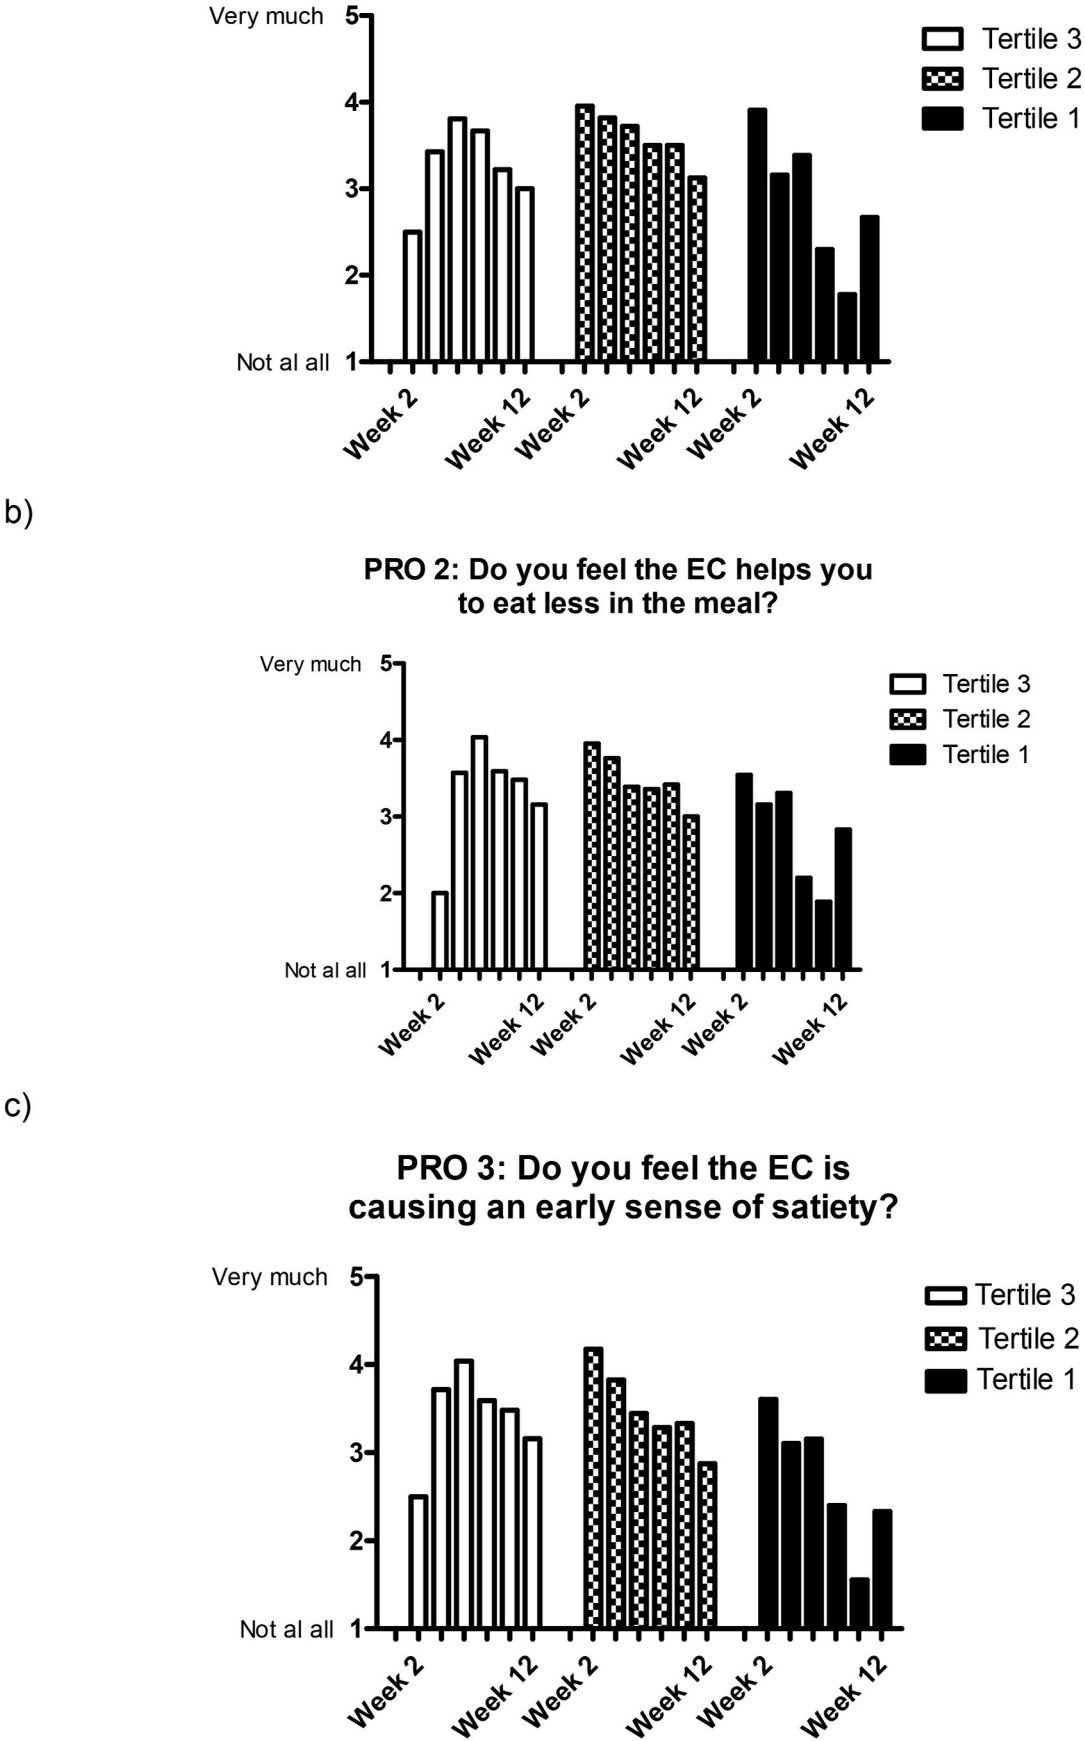 Very much 5
4
3
2
Not al all 1
Week 2 Week 12 Week 2 Week 12 Week 2 Week 12
Tertile 3
Tertile 2
Tertile 1
b)
PRO 2: Do you feel the EC helps you
to eat less in the meal?
Very much 5
4
3
2
Not al all 1
Week 2 Week 12 Week 2 Week 12 Week 2 Week 12
Tertile 3
Tertile 2
Tertile 1
c)
PRO 3: Do you feel the EC is
causing an early sense of satiety?
Very much 5
4
3
2
Not al all 1
Week 2 Week 12 Week 2 Week 12 Week 2 Week 12
Tertile 3
Tertile 2
Tertile 1